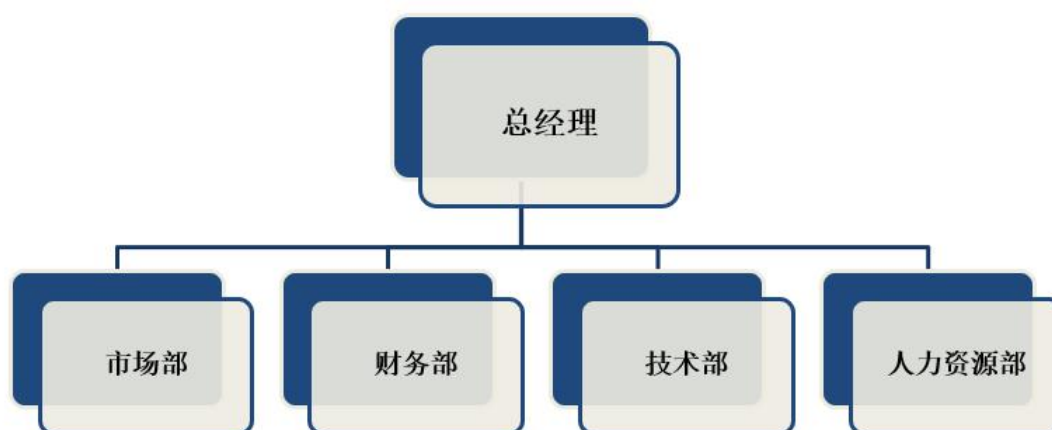 总经理
市场部
财务部
技术部
人力资源部